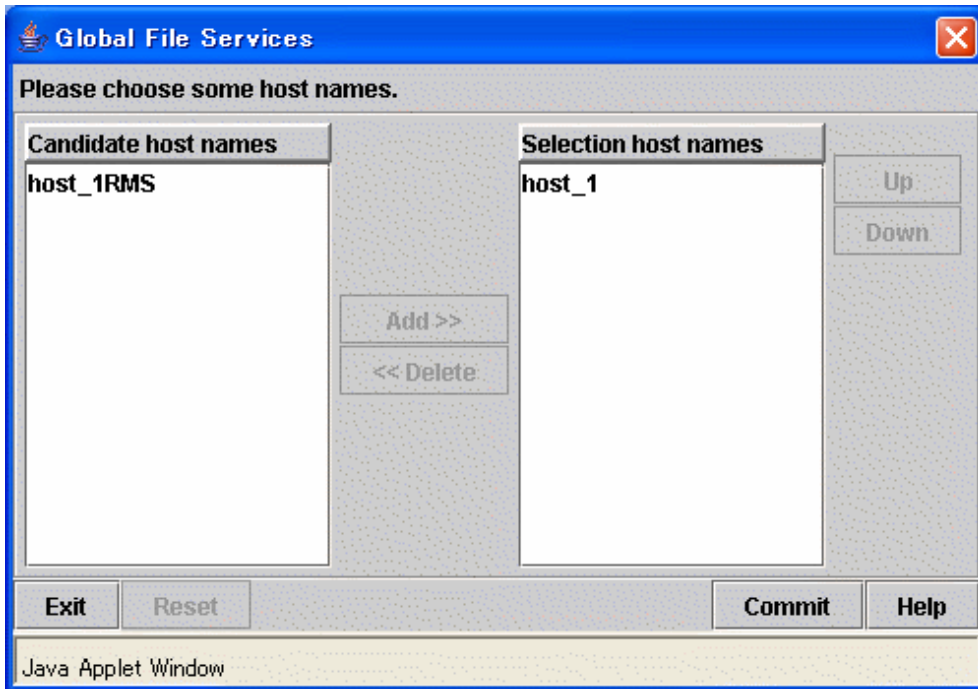 Global File Services
Please choose some host names.
Candidate host names
host_1RMS
Add >>
<< Delete
Selection host names
host_1
Up
Down
Exit Reset Commit Help
Java Applet Window